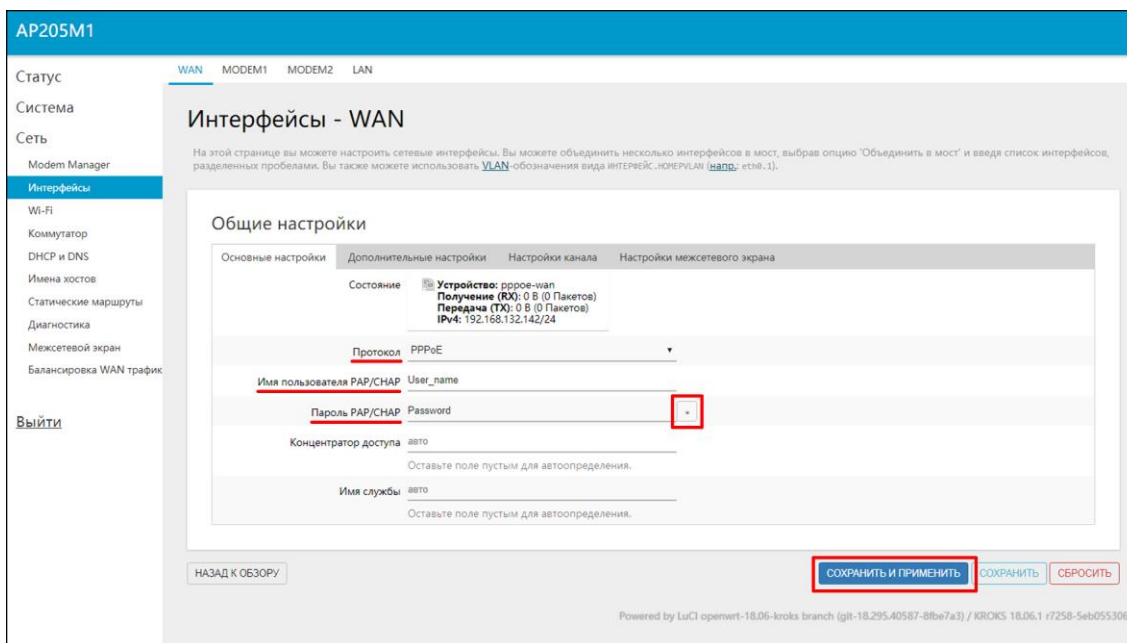 AP205M1
WAN MODEM1 MODEM2 LAN
Статус
Система
Сеть
Modem Manager
Интерфейсы
Wi-Fi
Коммутатор
DHCP и DNS
Имена хостов
Статические маршруты
Диагностика
Межсетевой экран
Балансировка WAN трафик
Выйти
Интерфейсы - WAN
На этой странице вы можете настроить сетевые интерфейсы. Вы можете объединить несколько интерфейсов в мост, выбрав опцию 'Объединить в мост' и введя список интерфейсов,
разделенных пробелами. Вы также можете использовать VLAN-обозначения вида ИНТЕРФЕЙС.НОМЕРVLAN (напр.: eth0.1).
Общие настройки
Основные настройки Дополнительные настройки Настройки канала Настройки межсетевого экрана
Состояние Устройство: pppoe-wan
Получение (RX): 0 B (0 Пакетов)
Передача (TX): 0 B (0 Пакетов)
IPv4: 192.168.132.142/24
Протокол PPPoE
Имя пользователя PAP/CHAP User_name
Пароль PAP/CHAP Password *
Концентратор доступа авто
Оставьте поле пустым для автоопределения.
Имя службы авто
Оставьте поле пустым для автоопределения.
НАЗАД К ОБЗОРУ СОХРАНИТЬ И ПРИМЕНИТЬ СОХРАНИТЬ СБРОСИТЬ
Powered by LuCI openwrt-18.06-kroks branch (git-18.295.40587-8fbe7a3) / KROKS 18.06.1 r7258-5eb055306